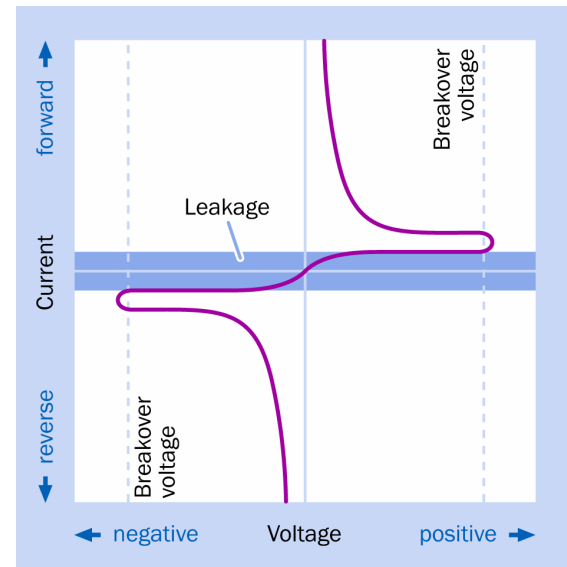 forward
Breakover
voltage
Leakage
Current
reverse
Breakover
voltage
negative
Voltage
positive